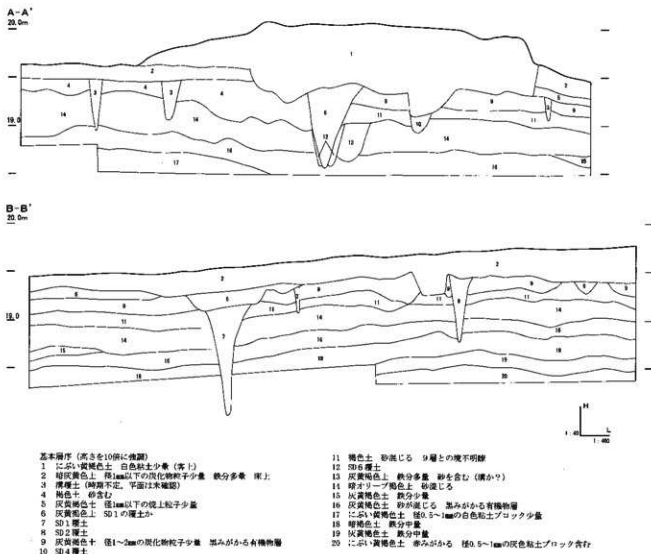 A-A'
20.0m
19.0
B-B'
20.0m
19.0
H
L
1:40
1:400
基本層序 (高さを10倍に強調)
1 にぶい黄褐色土 白色粘土少量 (客土)
2 暗灰黄色土 径1mm以下の炭化物粒子少量 鉄分多量 床土
3 溝覆土 (時期不定。平面は未確認)
4 褐色土 砂含む
5 灰黄褐色土 径1mm以下の焼土粒子少量
6 灰黄褐色土 SD1の覆土か
7 SD1覆土
8 SD2覆土
9 灰黄褐色土 径1~2mmの炭化物粒子少量 黒みがかる有機物層
10 SD4覆土
11 褐色土 砂混じる 9層との境不明瞭
12 SD6覆土
13 灰黄褐色土 鉄分多量 砂を含む (溝か?)
14 暗オリーブ褐色土 砂混じる
15 灰黄褐色土 鉄分少量
16 灰黄褐色土 砂が混じる 黒みがかる有機物層
17 にぶい黄褐色土 径0.5~1mmの白色粘土ブロック少量
18 暗褐色土 鉄分中量
19 灰黄褐色土 鉄分中量
20 にぶい黄褐色土 赤みがかる 径0.5~1mmの灰色粘土ブロック含む